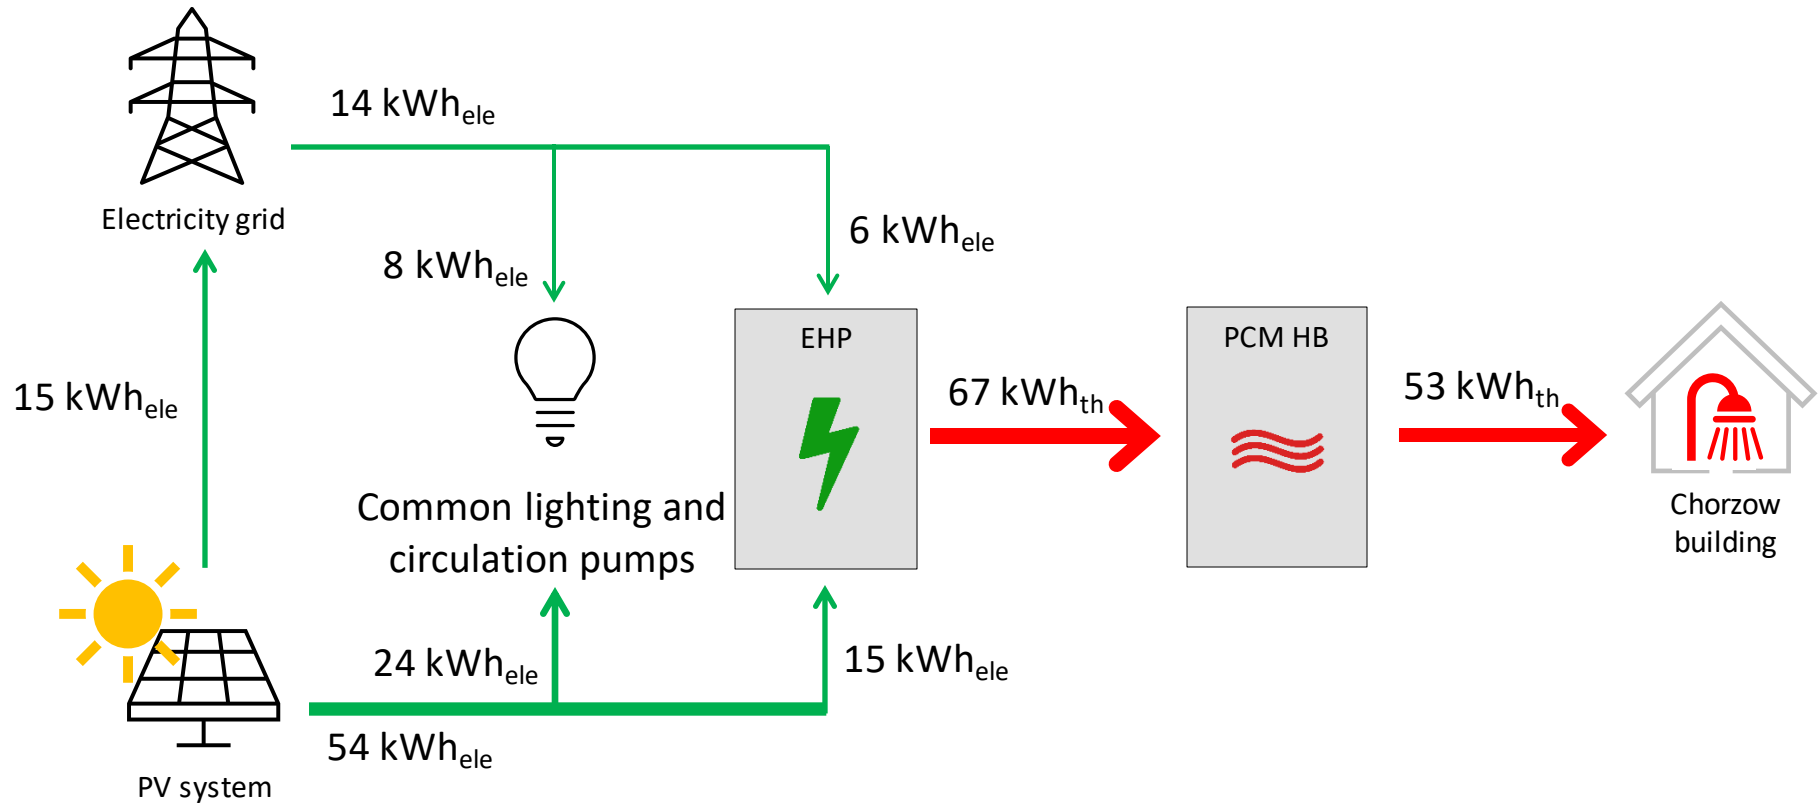 14 kWhele
Electricity grid
6 kWhele
8 kWhele
EHP
PCM HB
15 kWhele
67 kWhth
53 kWhth
Common lighting and
circulation pumps
Chorzow
building
24 kWhele
15 kWhele
54 kWhele
PV system